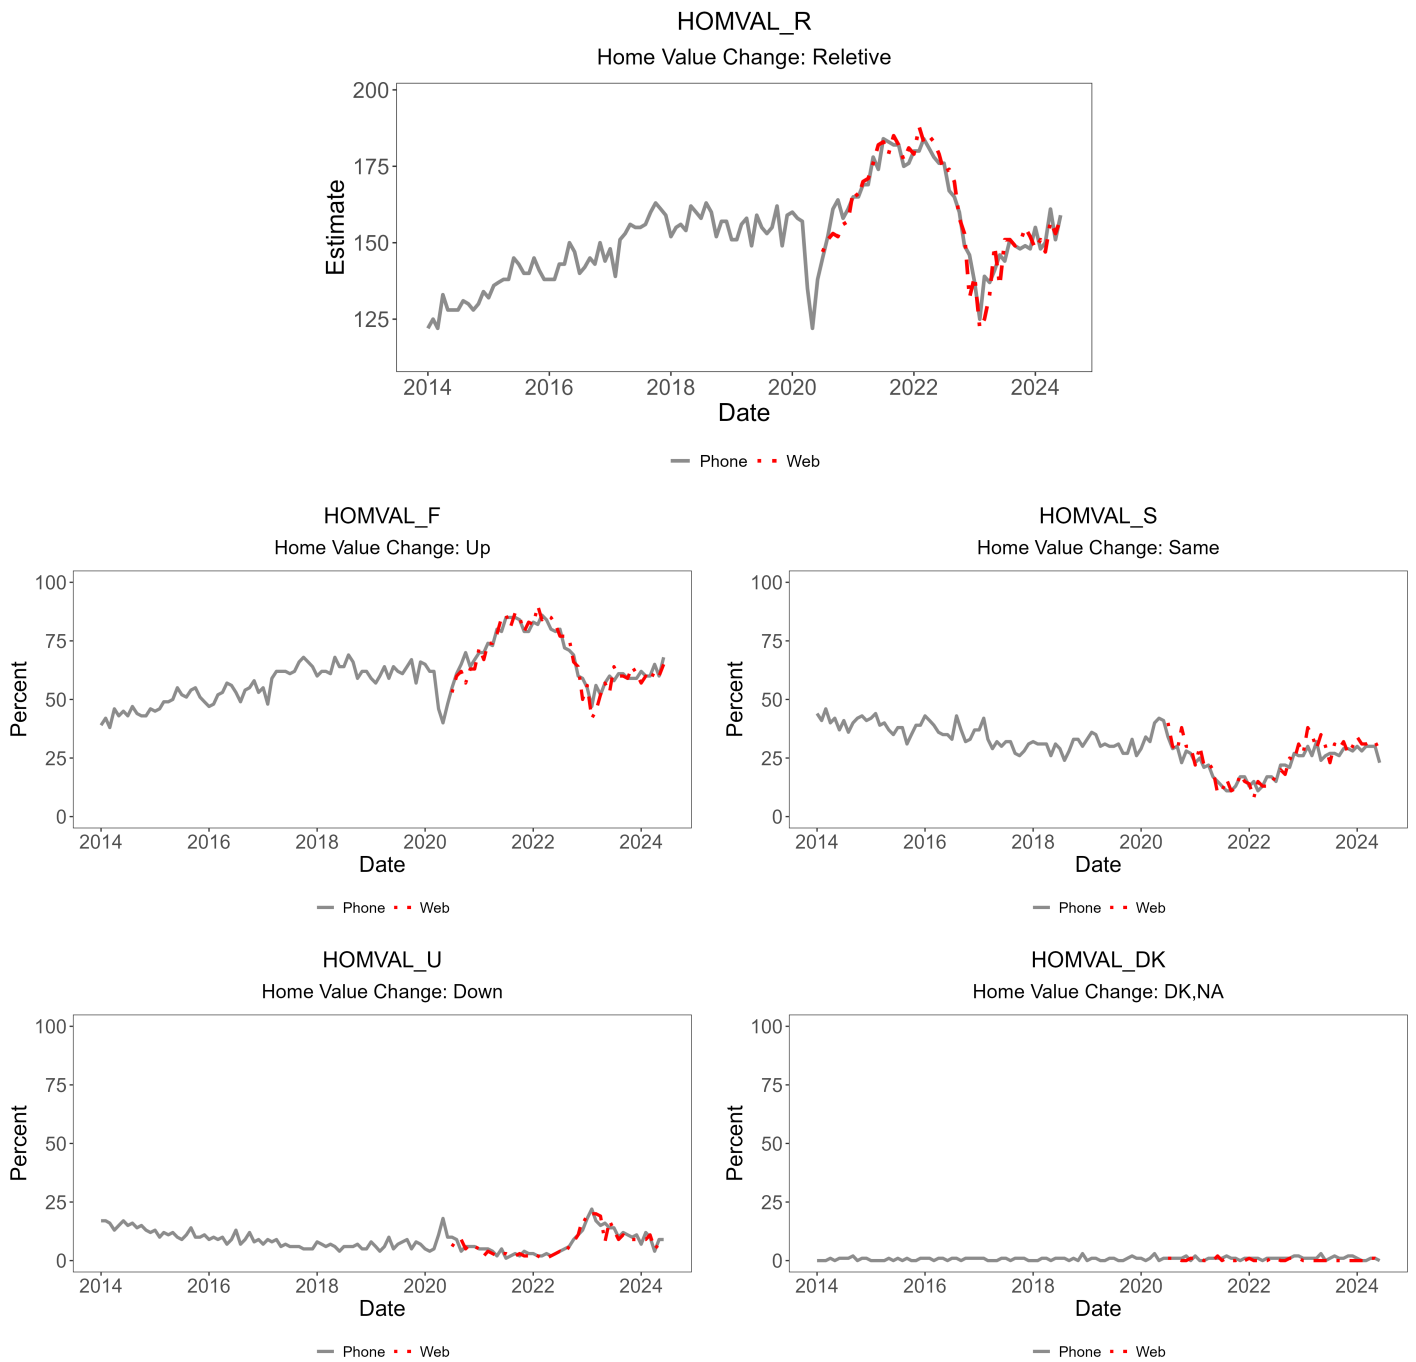 HOMVAL_R
Home Value Change: Reletive
Estimate
200
175
150
125
2014 2016 2018 2020 2022 2024
Date
Phone Web
HOMVAL_F
Home Value Change: Up
Percent
100
75
50
25
0
2014 2016 2018 2020 2022 2024
Date
Phone Web
HOMVAL_S
Home Value Change: Same
Percent
100
75
50
25
0
2014 2016 2018 2020 2022 2024
Date
Phone Web
HOMVAL_U
Home Value Change: Down
Percent
100
75
50
25
0
2014 2016 2018 2020 2022 2024
Date
Phone Web
HOMVAL_DK
Home Value Change: DK,NA
Percent
100
75
50
25
0
2014 2016 2018 2020 2022 2024
Date
Phone Web